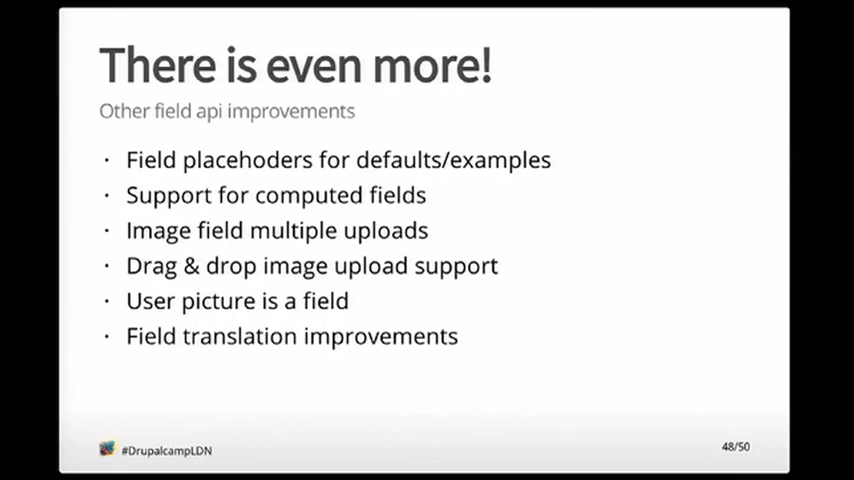 There is even more!
Other field api improvements
· Field placehoders for defaults/examples
· Support for computed fields
· Image field multiple uploads
· Drag & drop image upload support
· User picture is a field
· Field translation improvements
#DrupalcampLDN
48/50